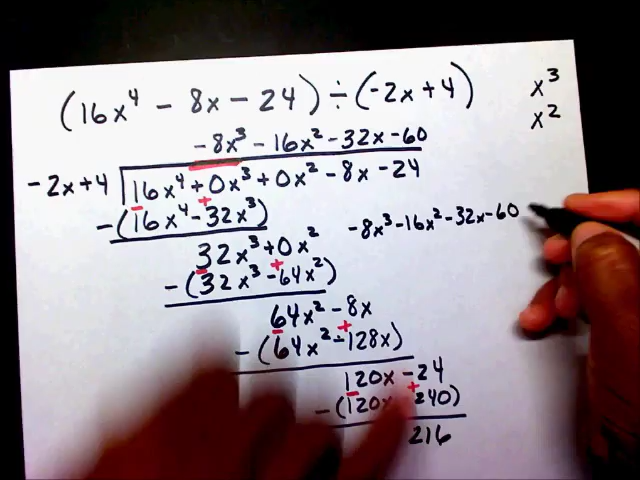 (16x⁴ - 8x - 24) ÷ (-2x + 4)
x³
x²
-8x³ - 16x² - 32x - 60
-2x + 4 16x⁴ + 0x³ + 0x² - 8x - 24
-(16x⁴ - 32x³)
+
-8x³ - 16x² - 32x - 60
32x³ + 0x²
-(32x³ - 64x²)
+
64x² - 8x
-(64x² - 128x)
+
120x - 24
-(120x 240)
+
216